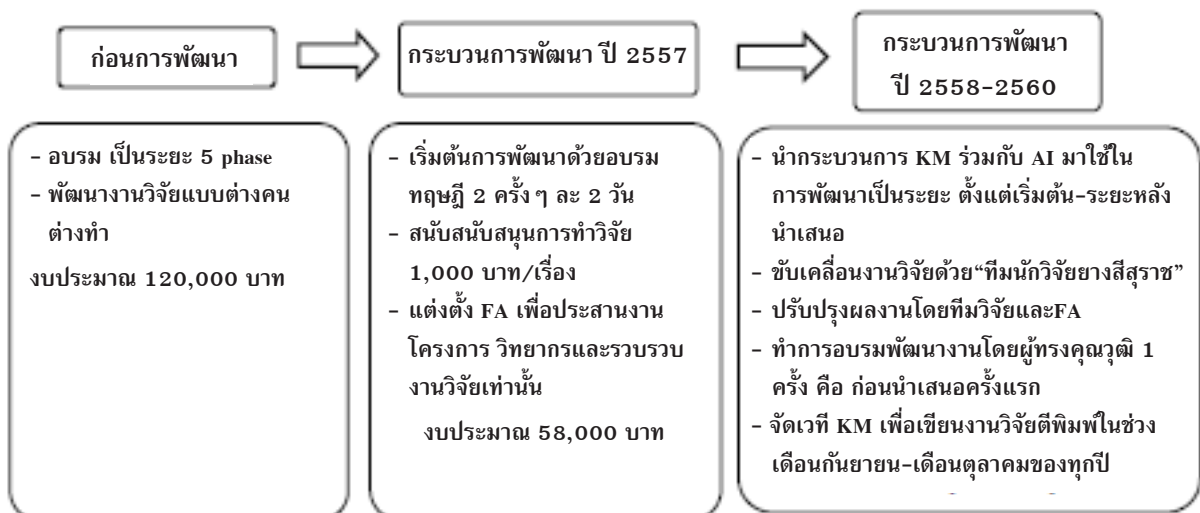 ก่อนการพัฒนา
กระบวนการพัฒนา ปี 2557
กระบวนการพัฒนา
ปี 2558-2560
- อบรม เป็นระยะ 5 phase
- พัฒนางานวิจัยแบบต่างคน
ต่างทำ
งบประมาณ 120,000 บาท
- เริ่มต้นการพัฒนาด้วยอบรม
ทฤษฎี 2 ครั้ง ๆ ละ 2 วัน
- สนับสนับสนุนการทำวิจัย
1,000 บาท/เรื่อง
- แต่งตั้ง FA เพื่อประสานงาน
โครงการ วิทยากรและรวบรวบ
งานวิจัยเท่านั้น
งบประมาณ 58,000 บาท
- นำกระบวนการ KM ร่วมกับ AI มาใช้ใน
การพัฒนาเป็นระยะ ตั้งแต่เริ่มต้น-ระยะหลัง
นำเสนอ
- ขับเคลื่อนงานวิจัยด้วย“ทีมนักวิจัยยางสีสุราช”
- ปรับปรุงผลงานโดยทีมวิจัยและFA
- ทำการอบรมพัฒนางานโดยผู้ทรงคุณวุฒิ 1
ครั้ง คือ ก่อนนำเสนอครั้งแรก
- จัดเวที KM เพื่อเขียนงานวิจัยตีพิมพ์ในช่วง
เดือนกันยายน-เดือนตุลาคมของทุกปี